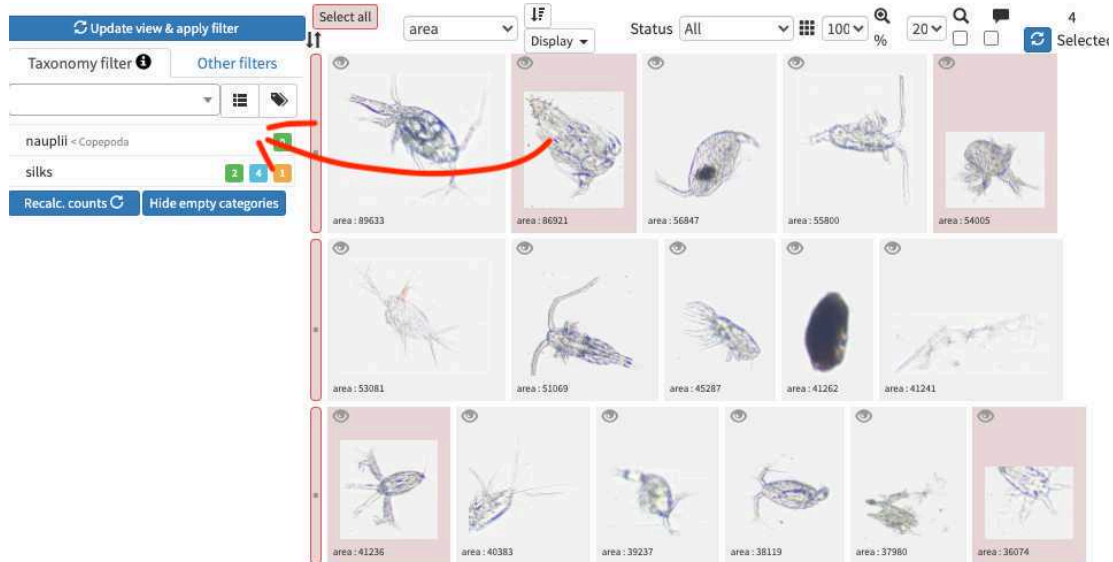 Update view & apply filter
Select all
area
Display
Status All
100
%
20
4
Selected
Taxonomy filter
Other filters
nauplii < Copepoda
silks
2 4 1
Recalc. counts
Hide empty categories
area : 89633
area : 86921
area : 56847
area : 55800
area : 54005
area : 53081
area : 51069
area : 45287
area : 41262
area : 41241
area : 41236
area : 40383
area : 39237
area : 38119
area : 37980
area : 36074